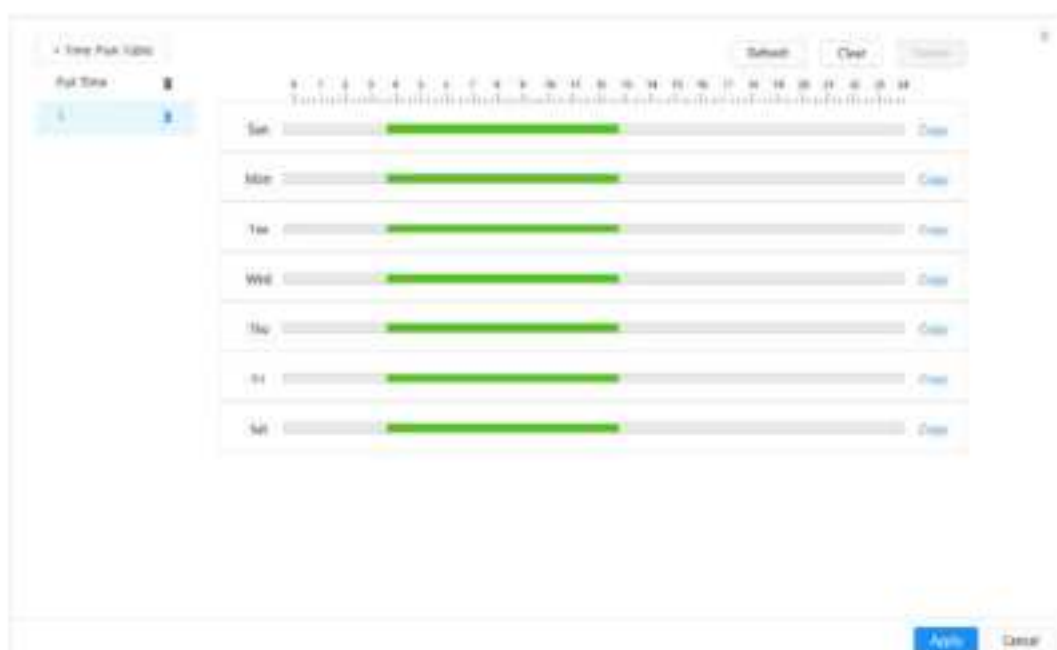 + Time Plan Table
Refresh
Clear
Full Time
0 1 2 3 4 5 6 7 8 9 10 11 12 13 14 15 16 17 18 19 20 21 22 23 24
1
Sun
Copy
Mon
Copy
Tue
Copy
Wed
Copy
Thu
Copy
Fri
Copy
Sat
Copy
Apply
Cancel